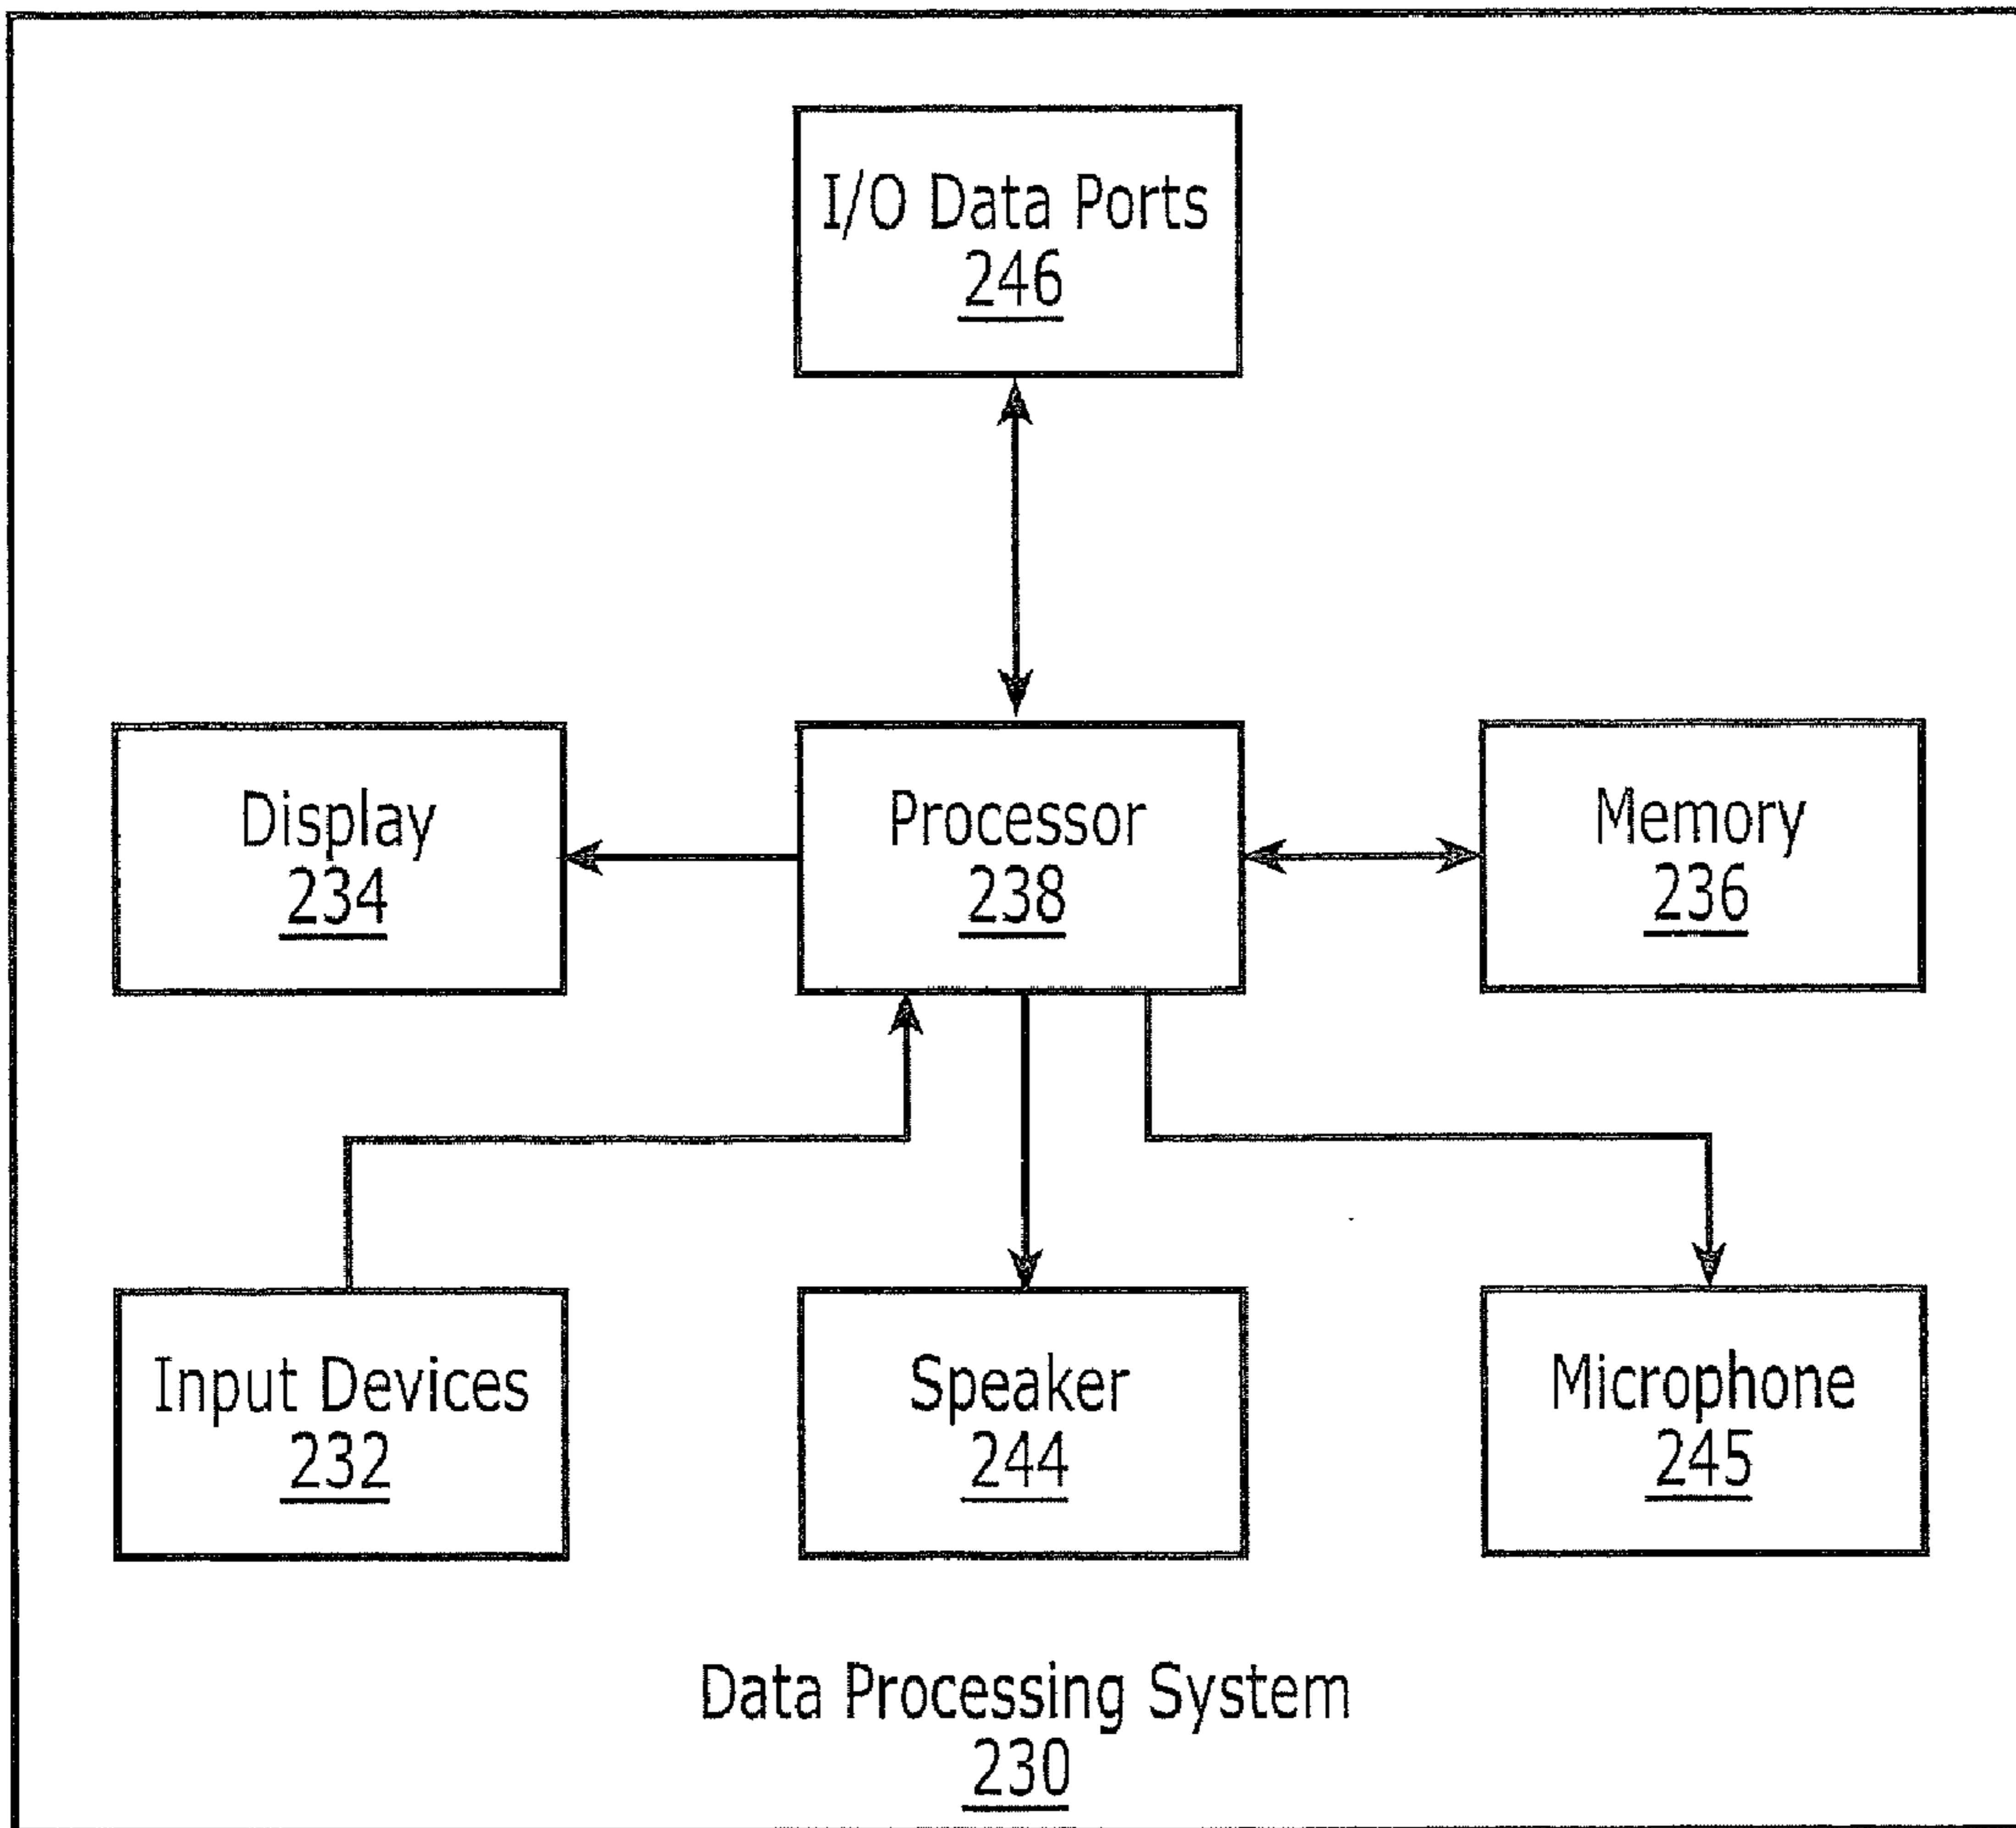 I/O Data Ports
246
Display
234
Processor
238
Memory
236
Input Devices
232
Speaker
244
Microphone
245
Data Processing System
230